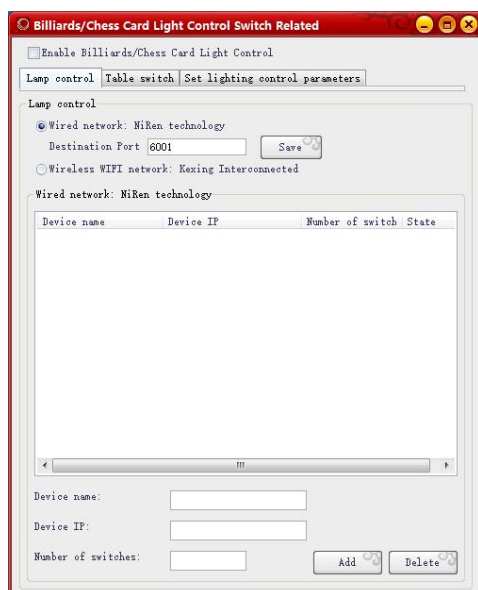 Billiards/Chess Card Light Control Switch Related
Enable Billiards/Chess Card Light Control
Lamp control Table switch Set lighting control parameters
Lamp control
Wired network: NiRen technology
Destination Port 6001 Save
Wireless WIFI network: Kexing Interconnected
Wired network: NiRen technology
Device name Device IP Number of switch State
Device name:
Device IP:
Number of switches: Add Delete